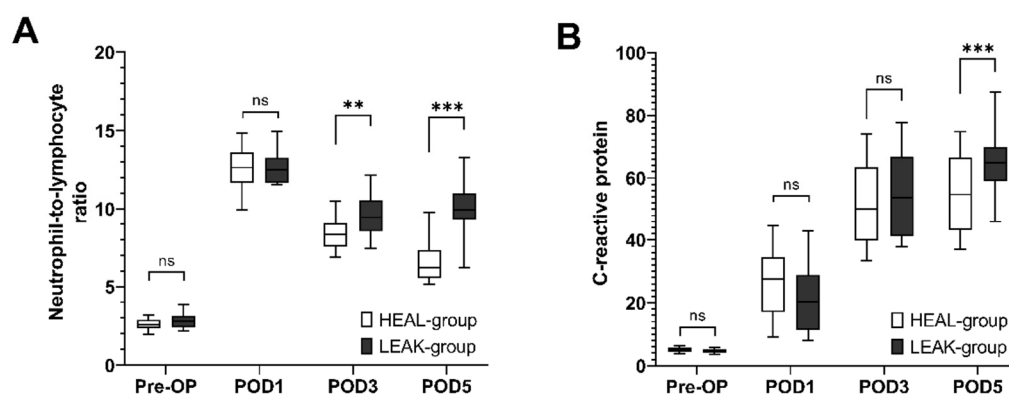 A
Neutrophil-to-lymphocyte
ratio
20
15
10
5
0
ns
ns
**
***
HEAL-group
LEAK-group
Pre-OP
POD1
POD3
POD5
B
C-reactive protein
100
80
60
40
20
0
ns
ns
ns
***
HEAL-group
LEAK-group
Pre-OP
POD1
POD3
POD5